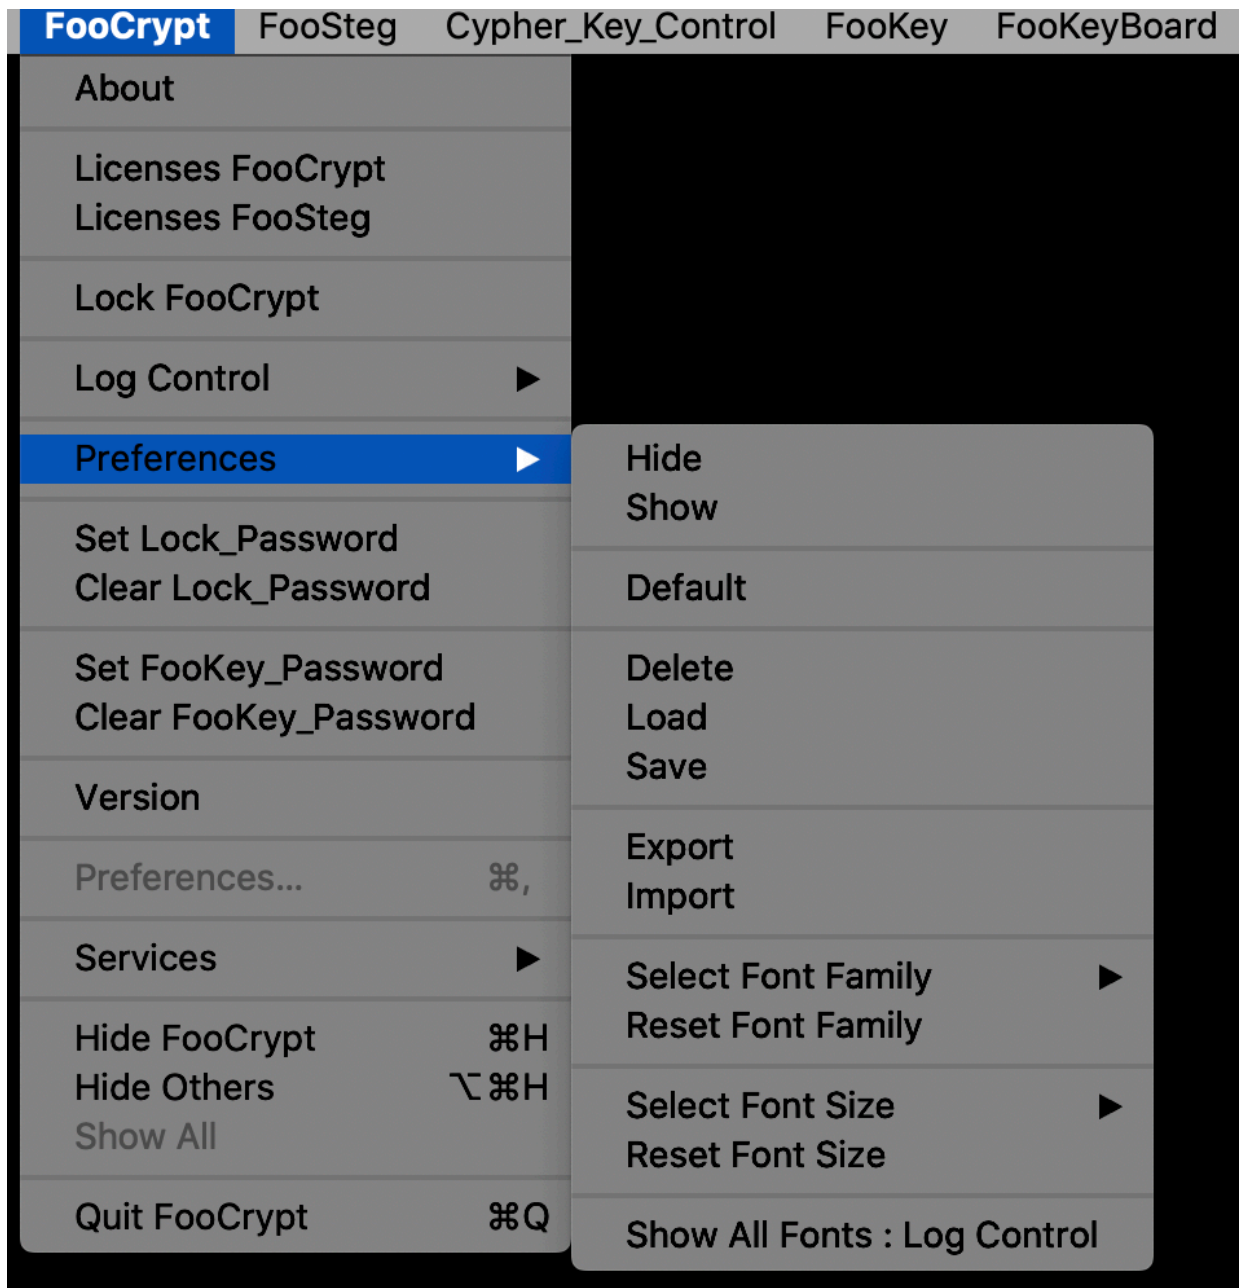 FooCrypt FooSteg Cypher_Key_Control FooKey FooKeyBoard
About
Licenses FooCrypt
Licenses FooSteg
Lock FooCrypt
Log Control ▶
Preferences ▶
Set Lock_Password
Clear Lock_Password
Set FooKey_Password
Clear FooKey_Password
Version
Preferences... ⌘,
Services ▶
Hide FooCrypt ⌘H
Hide Others ⌥⌘H
Show All
Quit FooCrypt ⌘Q
Hide
Show
Default
Delete
Load
Save
Export
Import
Select Font Family ▶
Reset Font Family
Select Font Size ▶
Reset Font Size
Show All Fonts : Log Control